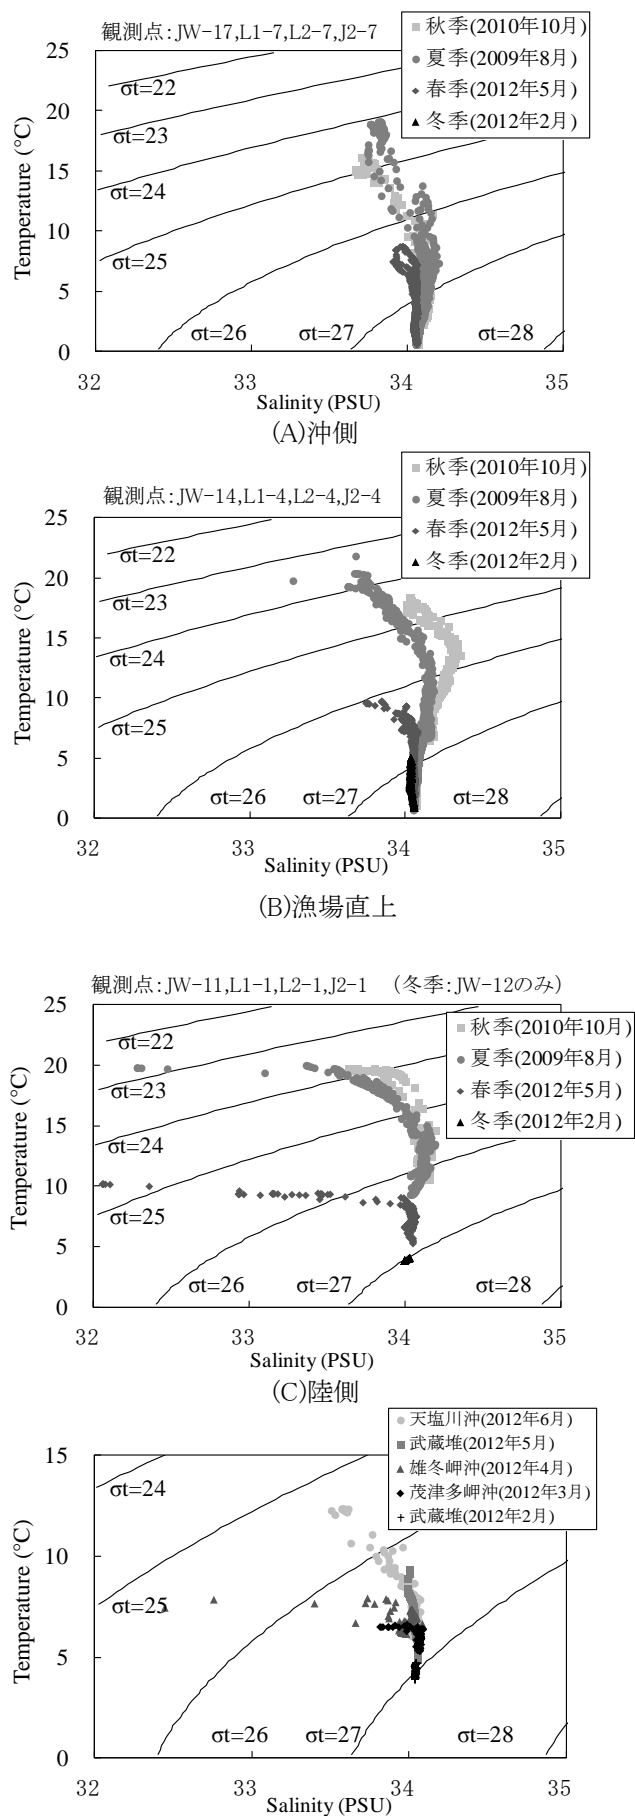 観測点：JW-17,L1-7,L2-7,J2-7
秋季(2010年10月)
夏季(2009年8月)
春季(2012年5月)
冬季(2012年2月)
25
20
15
10
5
0
Temperature (°C)
σt=22
σt=23
σt=24
σt=25
σt=26
σt=27
σt=28
32
33
34
35
Salinity (PSU)
(A)沖側
観測点：JW-14,L1-4,L2-4,J2-4
秋季(2010年10月)
夏季(2009年8月)
春季(2012年5月)
冬季(2012年2月)
25
20
15
10
5
0
Temperature (°C)
σt=22
σt=23
σt=24
σt=25
σt=26
σt=27
σt=28
32
33
34
35
Salinity (PSU)
(B)漁場直上
観測点：JW-11,L1-1,L2-1,J2-1　(冬季：JW-12のみ)
秋季(2010年10月)
夏季(2009年8月)
春季(2012年5月)
冬季(2012年2月)
25
20
15
10
5
0
Temperature (°C)
σt=22
σt=23
σt=24
σt=25
σt=26
σt=27
σt=28
32
33
34
35
Salinity (PSU)
(C)陸側
天塩川沖(2012年6月)
武蔵堆(2012年5月)
雄冬岬沖(2012年4月)
茂津多岬沖(2012年3月)
武蔵堆(2012年2月)
15
10
5
0
Temperature (°C)
σt=24
σt=25
σt=26
σt=27
σt=28
32
33
34
35
Salinity (PSU)